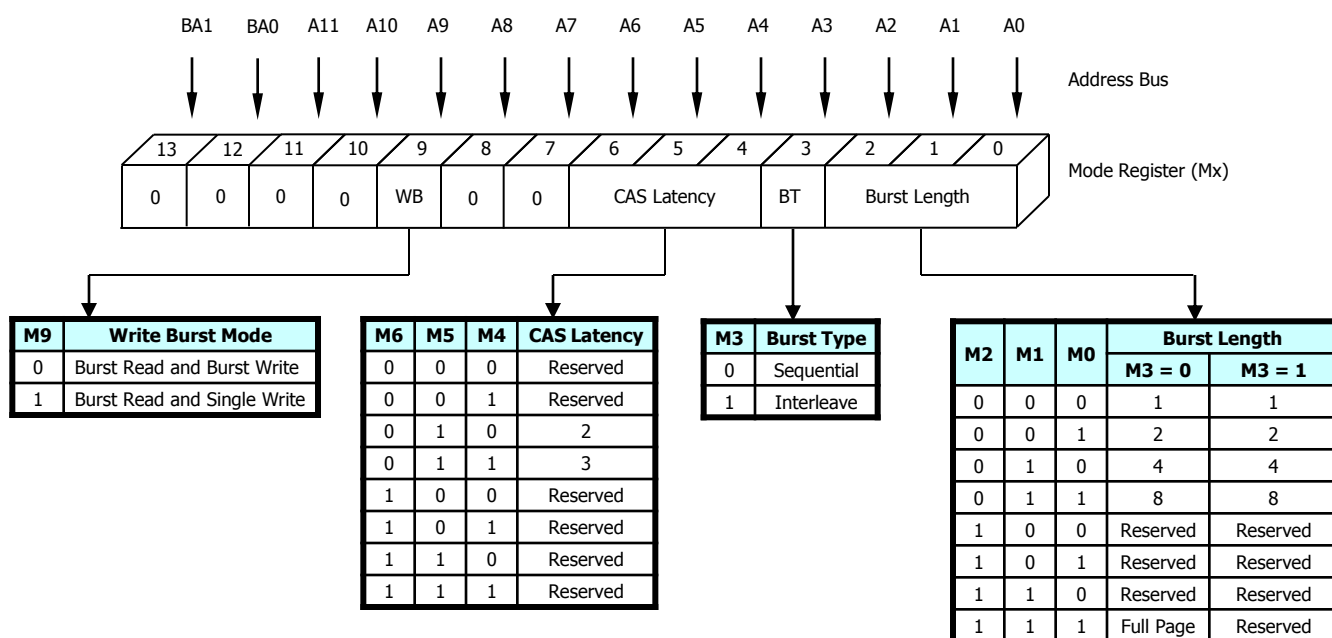 BA1 BA0 A11 A10 A9 A8 A7 A6 A5 A4 A3 A2 A1 A0
Address Bus
13 12 11 10 9 8 7 6 5 4 3 2 1 0
Mode Register (Mx)
0 0 0 0 WB 0 0 CAS Latency BT Burst Length
M9 Write Burst Mode
0 Burst Read and Burst Write
1 Burst Read and Single Write
M6 M5 M4 CAS Latency
0 0 0 Reserved
0 0 1 Reserved
0 1 0 2
0 1 1 3
1 0 0 Reserved
1 0 1 Reserved
1 1 0 Reserved
1 1 1 Reserved
M3 Burst Type
0 Sequential
1 Interleave
M2 M1 M0 Burst Length
M3 = 0 M3 = 1
0 0 0 1 1
0 0 1 2 2
0 1 0 4 4
0 1 1 8 8
1 0 0 Reserved Reserved
1 0 1 Reserved Reserved
1 1 0 Reserved Reserved
1 1 1 Full Page Reserved